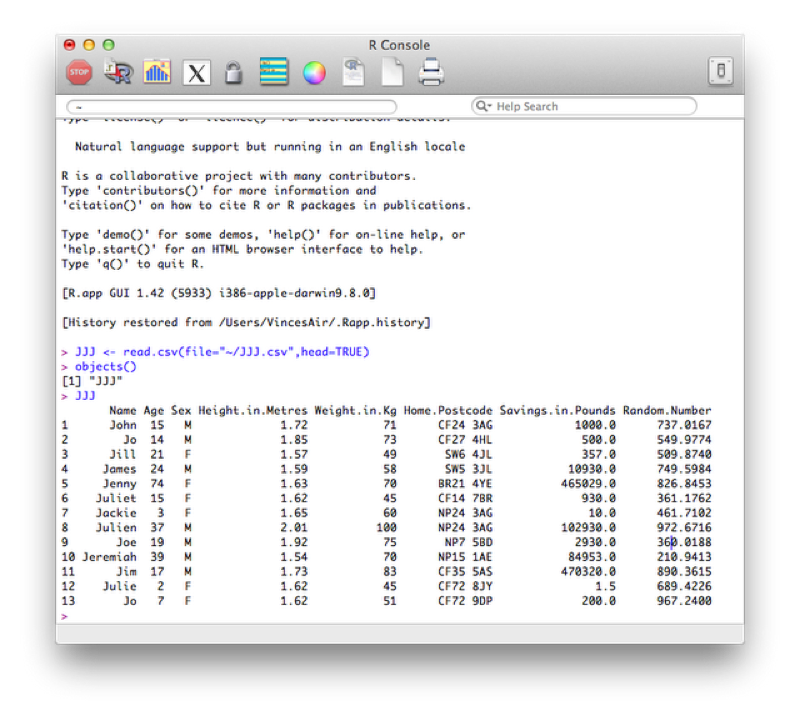 R Console
STOP
R
X
~
Help Search
Type 'license()' or 'licence()' for distribution details.
Natural language support but running in an English locale
R is a collaborative project with many contributors.
Type 'contributors()' for more information and
'citation()' on how to cite R or R packages in publications.
Type 'demo()' for some demos, 'help()' for on-line help, or
'help.start()' for an HTML browser interface to help.
Type 'q()' to quit R.
[R.app GUI 1.42 (5933) i386-apple-darwin9.8.0]
[History restored from /Users/VincesAir/.Rapp.history]
> JJJ <- read.csv(file="~/JJJ.csv",head=TRUE)
> objects()
[1] "JJJ"
> JJJ
Name Age Sex Height.in.Metres Weight.in.Kg Home.Postcode Savings.in.Pounds Random.Number
1 John 15 M 1.72 71 CF24 3AG 1000.0 737.0167
2 Jo 14 M 1.85 73 CF27 4HL 500.0 549.9774
3 Jill 21 F 1.57 49 SW6 4JL 357.0 509.8740
4 James 24 M 1.59 58 SW5 3JL 10930.0 749.5984
5 Jenny 74 F 1.63 70 BR21 4YE 465029.0 826.8453
6 Juliet 15 F 1.62 45 CF14 7BR 930.0 361.1762
7 Jackie 3 F 1.65 60 NP24 3AG 10.0 461.7102
8 Julien 37 M 2.01 100 NP24 3AG 102930.0 972.6716
9 Joe 19 M 1.92 75 NP7 5BD 2930.0 360.0188
10 Jeremiah 39 M 1.54 70 NP15 1AE 84953.0 210.9413
11 Jim 17 M 1.73 83 CF35 5AS 470320.0 890.3615
12 Julie 2 F 1.62 45 CF72 8JY 1.5 689.4226
13 Jo 7 F 1.62 51 CF72 9DP 200.0 967.2400
>